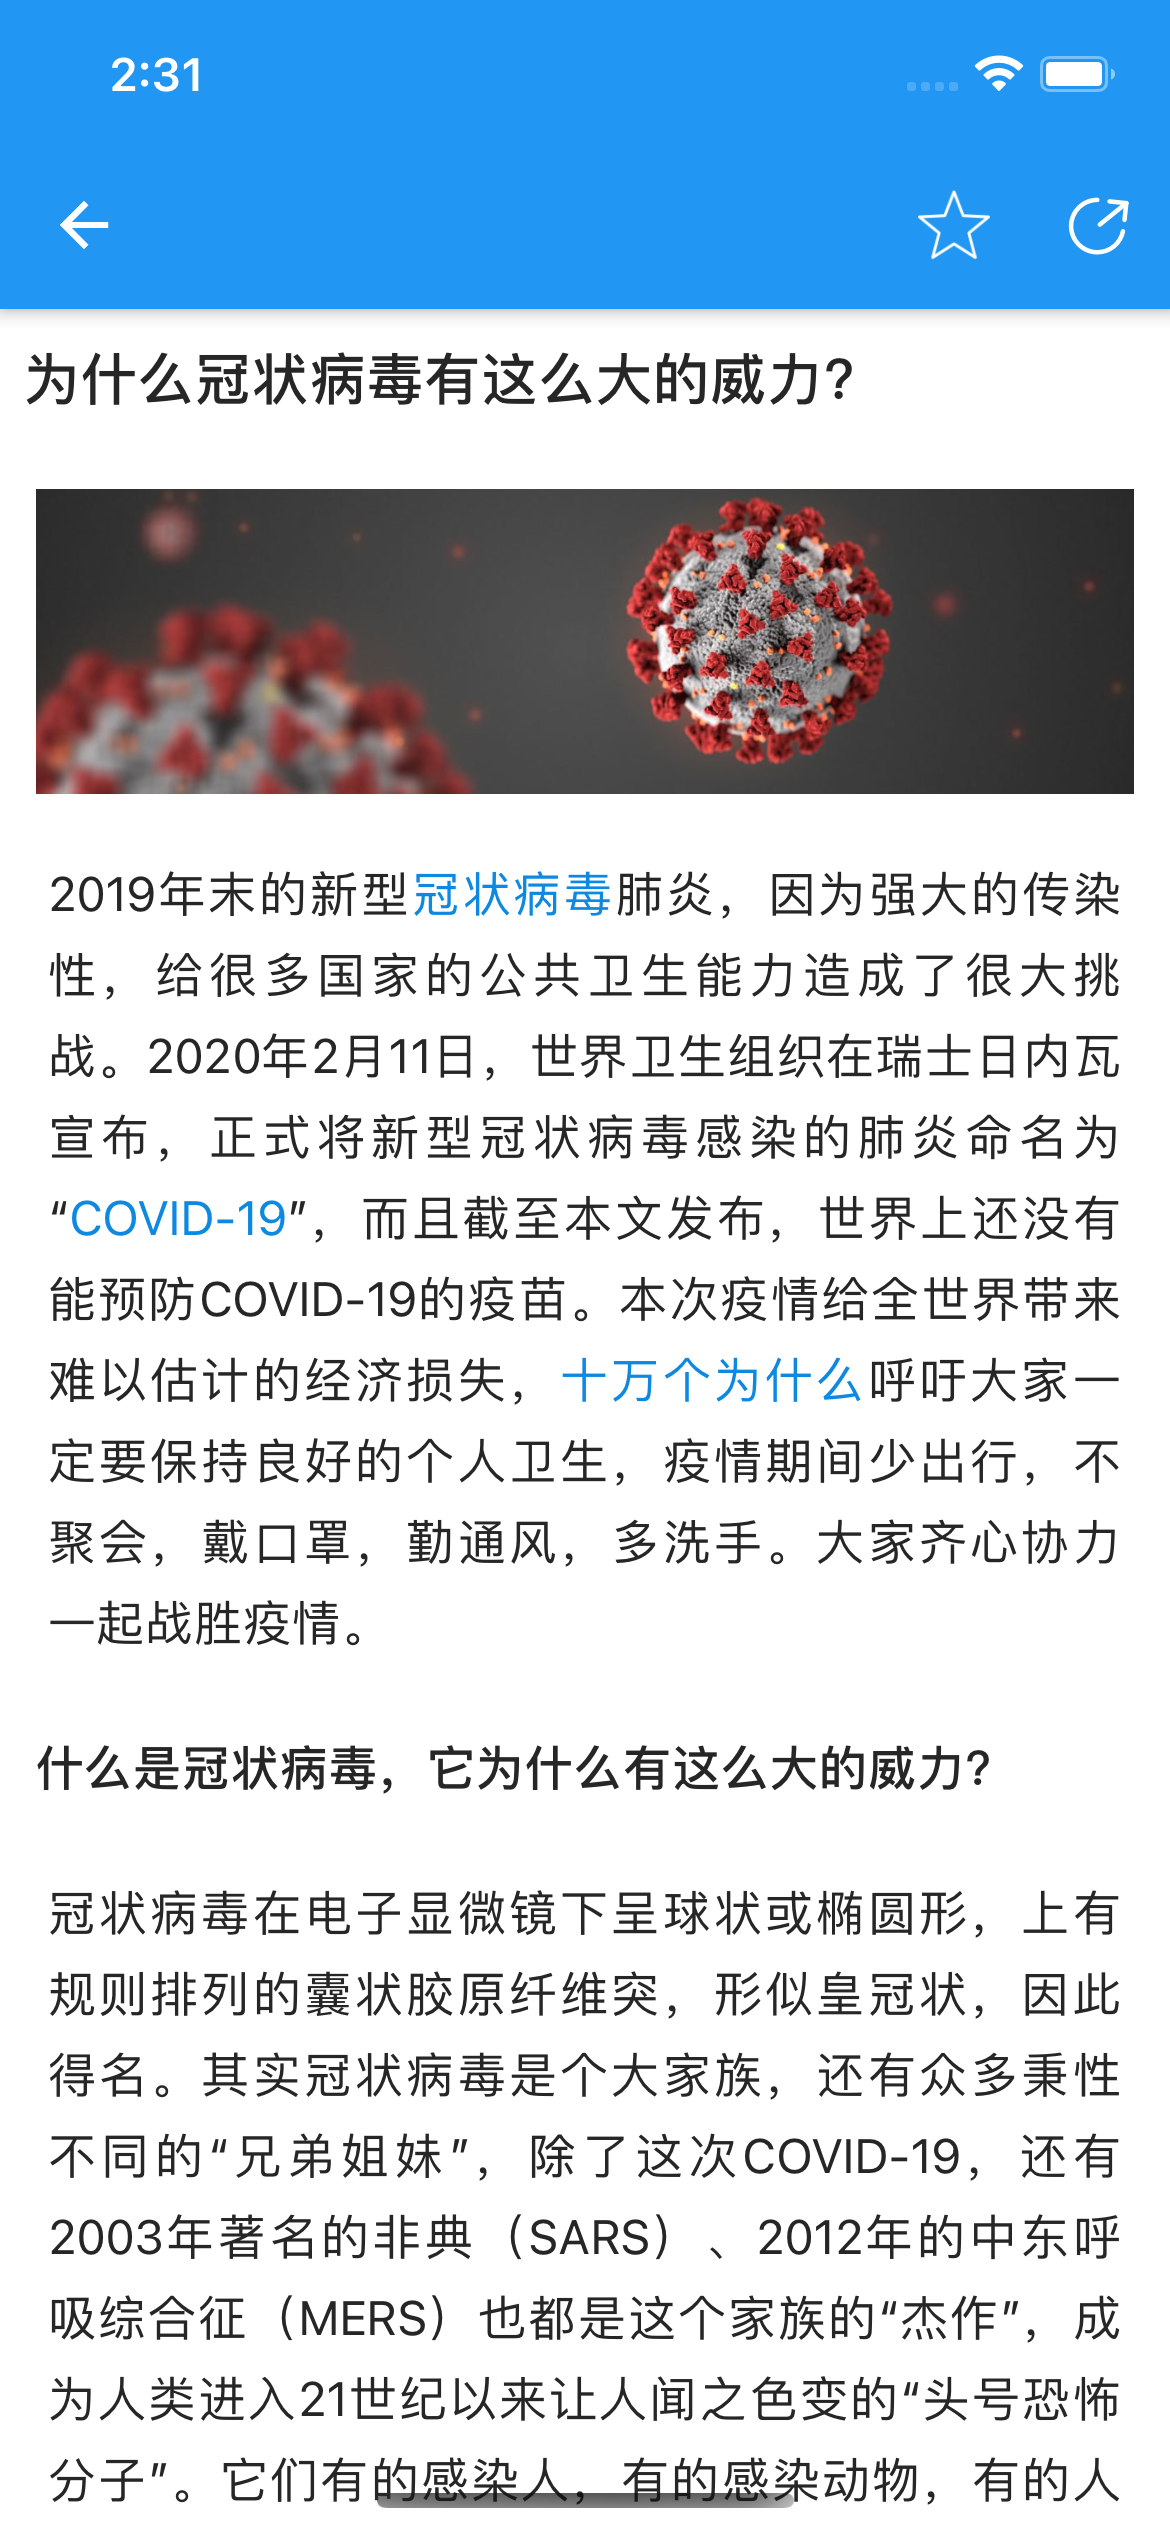 2:31
为什么冠状病毒有这么大的威力?
2019年末的新型冠状病毒肺炎，因为强大的传染
性，给很多国家的公共卫生能力造成了很大挑
战。2020年2月11日，世界卫生组织在瑞士日内瓦
宣布，正式将新型冠状病毒感染的肺炎命名为
“COVID-19”，而且截至本文发布，世界上还没有
能预防COVID-19的疫苗。本次疫情给全世界带来
难以估计的经济损失，十万个为什么呼吁大家一
定要保持良好的个人卫生，疫情期间少出行，不
聚会，戴口罩，勤通风，多洗手。大家齐心协力
一起战胜疫情。
什么是冠状病毒，它为什么有这么大的威力?
冠状病毒在电子显微镜下呈球状或椭圆形，上有
规则排列的囊状胶原纤维突，形似皇冠状，因此
得名。其实冠状病毒是个大家族，还有众多秉性
不同的“兄弟姐妹”，除了这次COVID-19，还有
2003年著名的非典（SARS）、2012年的中东呼
吸综合征（MERS）也都是这个家族的“杰作”，成
为人类进入21世纪以来让人闻之色变的“头号恐怖
分子”。它们有的感染人，有的感染动物，有的人